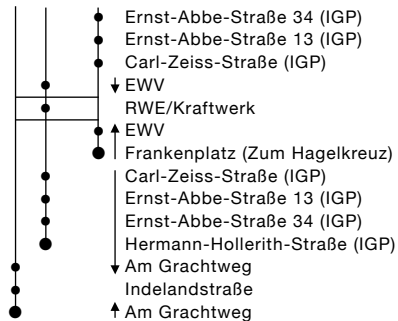 Ernst-Abbe-Straße 34 (IGP)
Ernst-Abbe-Straße 13 (IGP)
Carl-Zeiss-Straße (IGP)
EWV
RWE/Kraftwerk
EWV
Frankenplatz (Zum Hagelkreuz)
Carl-Zeiss-Straße (IGP)
Ernst-Abbe-Straße 13 (IGP)
Ernst-Abbe-Straße 34 (IGP)
Hermann-Hollerith-Straße (IGP)
Am Grachtweg
Indelandstraße
Am Grachtweg